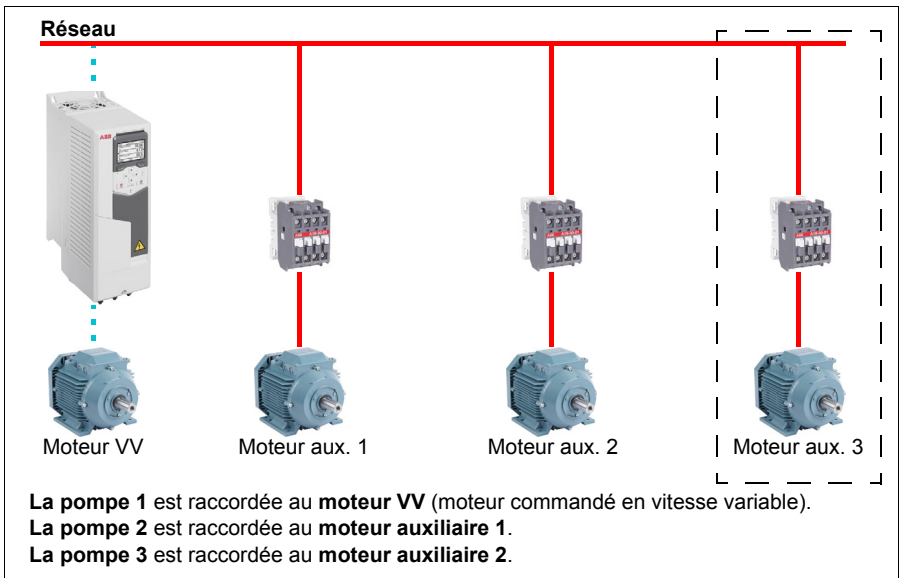 Réseau
ABB
Moteur VV
Moteur aux. 1
Moteur aux. 2
Moteur aux. 3
La pompe 1 est raccordée au moteur VV (moteur commandé en vitesse variable).
La pompe 2 est raccordée au moteur auxiliaire 1.
La pompe 3 est raccordée au moteur auxiliaire 2.